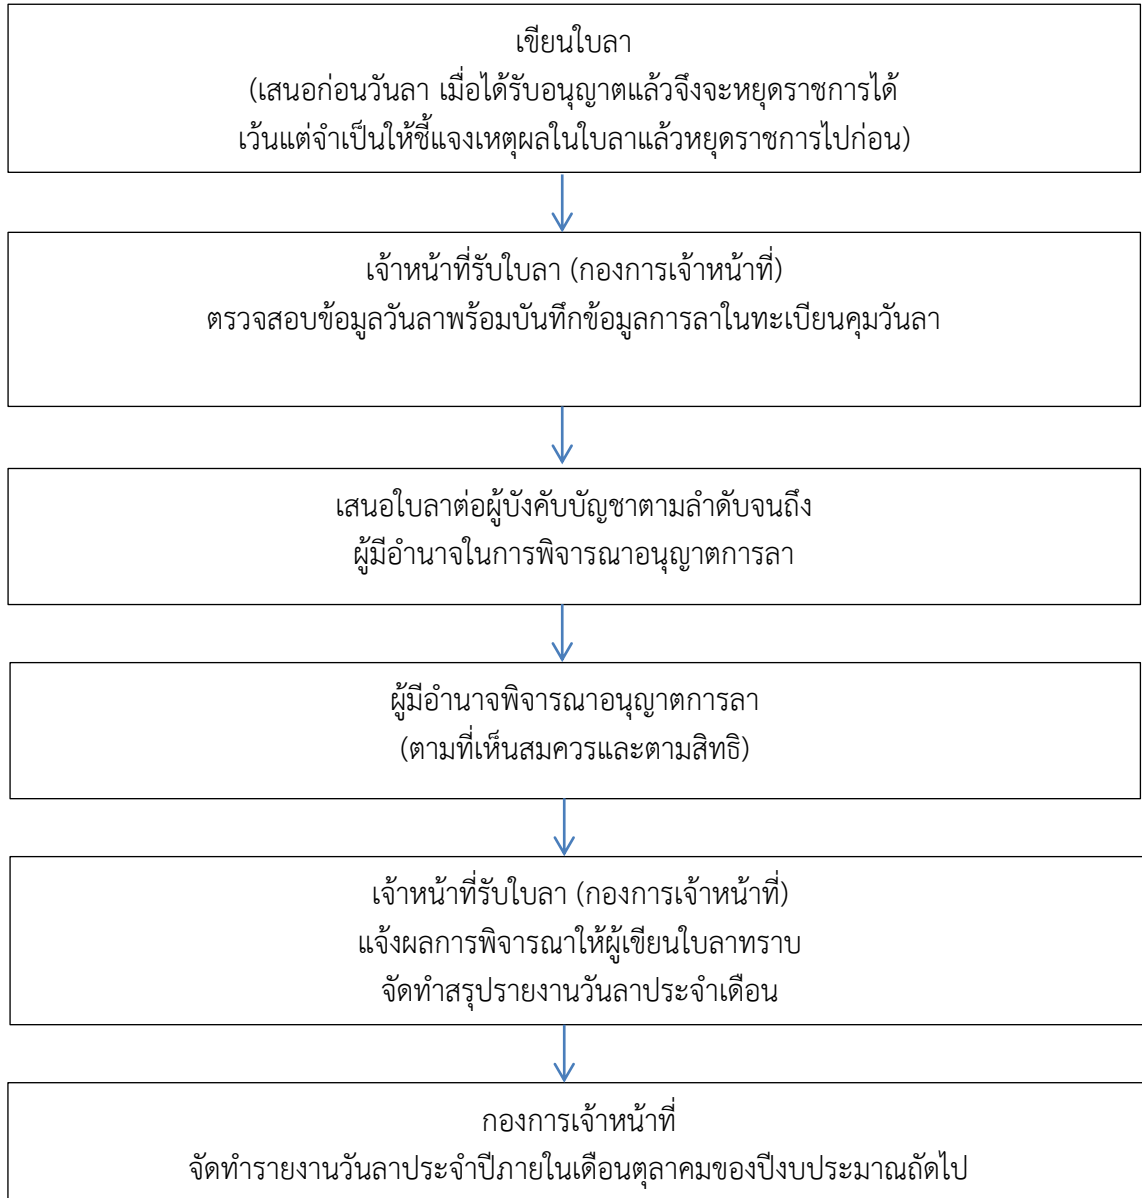 เขียนใบลา
(เสนอก่อนวันลา เมื่อได้รับอนุญาตแล้วจึงจะหยุดราชการได้
เว้นแต่จำเป็นให้ชี้แจงเหตุผลในใบลาแล้วหยุดราชการไปก่อน)
เจ้าหน้าที่รับใบลา (กองการเจ้าหน้าที่)
ตรวจสอบข้อมูลวันลาพร้อมบันทึกข้อมูลการลาในทะเบียนคุมวันลา
เสนอใบลาต่อผู้บังคับบัญชาตามลำดับจนถึง
ผู้มีอำนาจในการพิจารณาอนุญาตการลา
ผู้มีอำนาจพิจารณาอนุญาตการลา
(ตามที่เห็นสมควรและตามสิทธิ)
เจ้าหน้าที่รับใบลา (กองการเจ้าหน้าที่)
แจ้งผลการพิจารณาให้ผู้เขียนใบลาทราบ
จัดทำสรุปรายงานวันลาประจำเดือน
กองการเจ้าหน้าที่
จัดทำรายงานวันลาประจำปีภายในเดือนตุลาคมของปีงบประมาณถัดไป